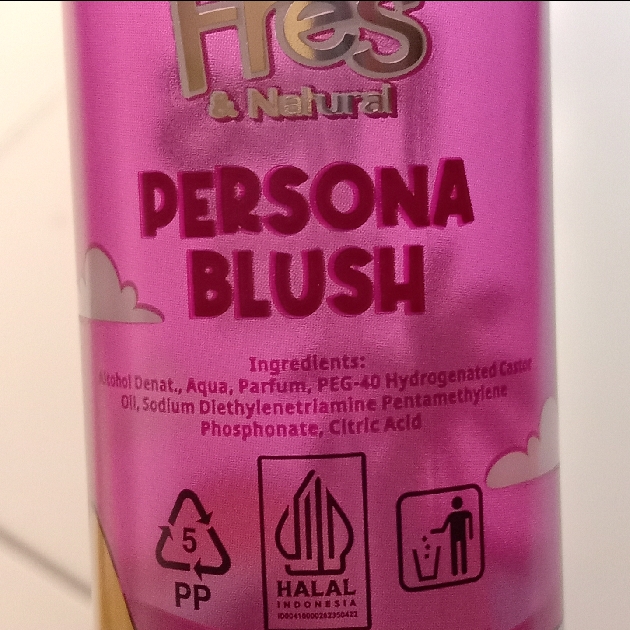 Fres
& Natural
PERSONA
BLUSH
Ingredients:
Alcohol Denat., Aqua, Parfum, PEG-40 Hydrogenated Castor
Oil, Sodium Diethylenetriamine Pentamethylene
Phosphonate, Citric Acid
5
PP
HALAL
INDONESIA